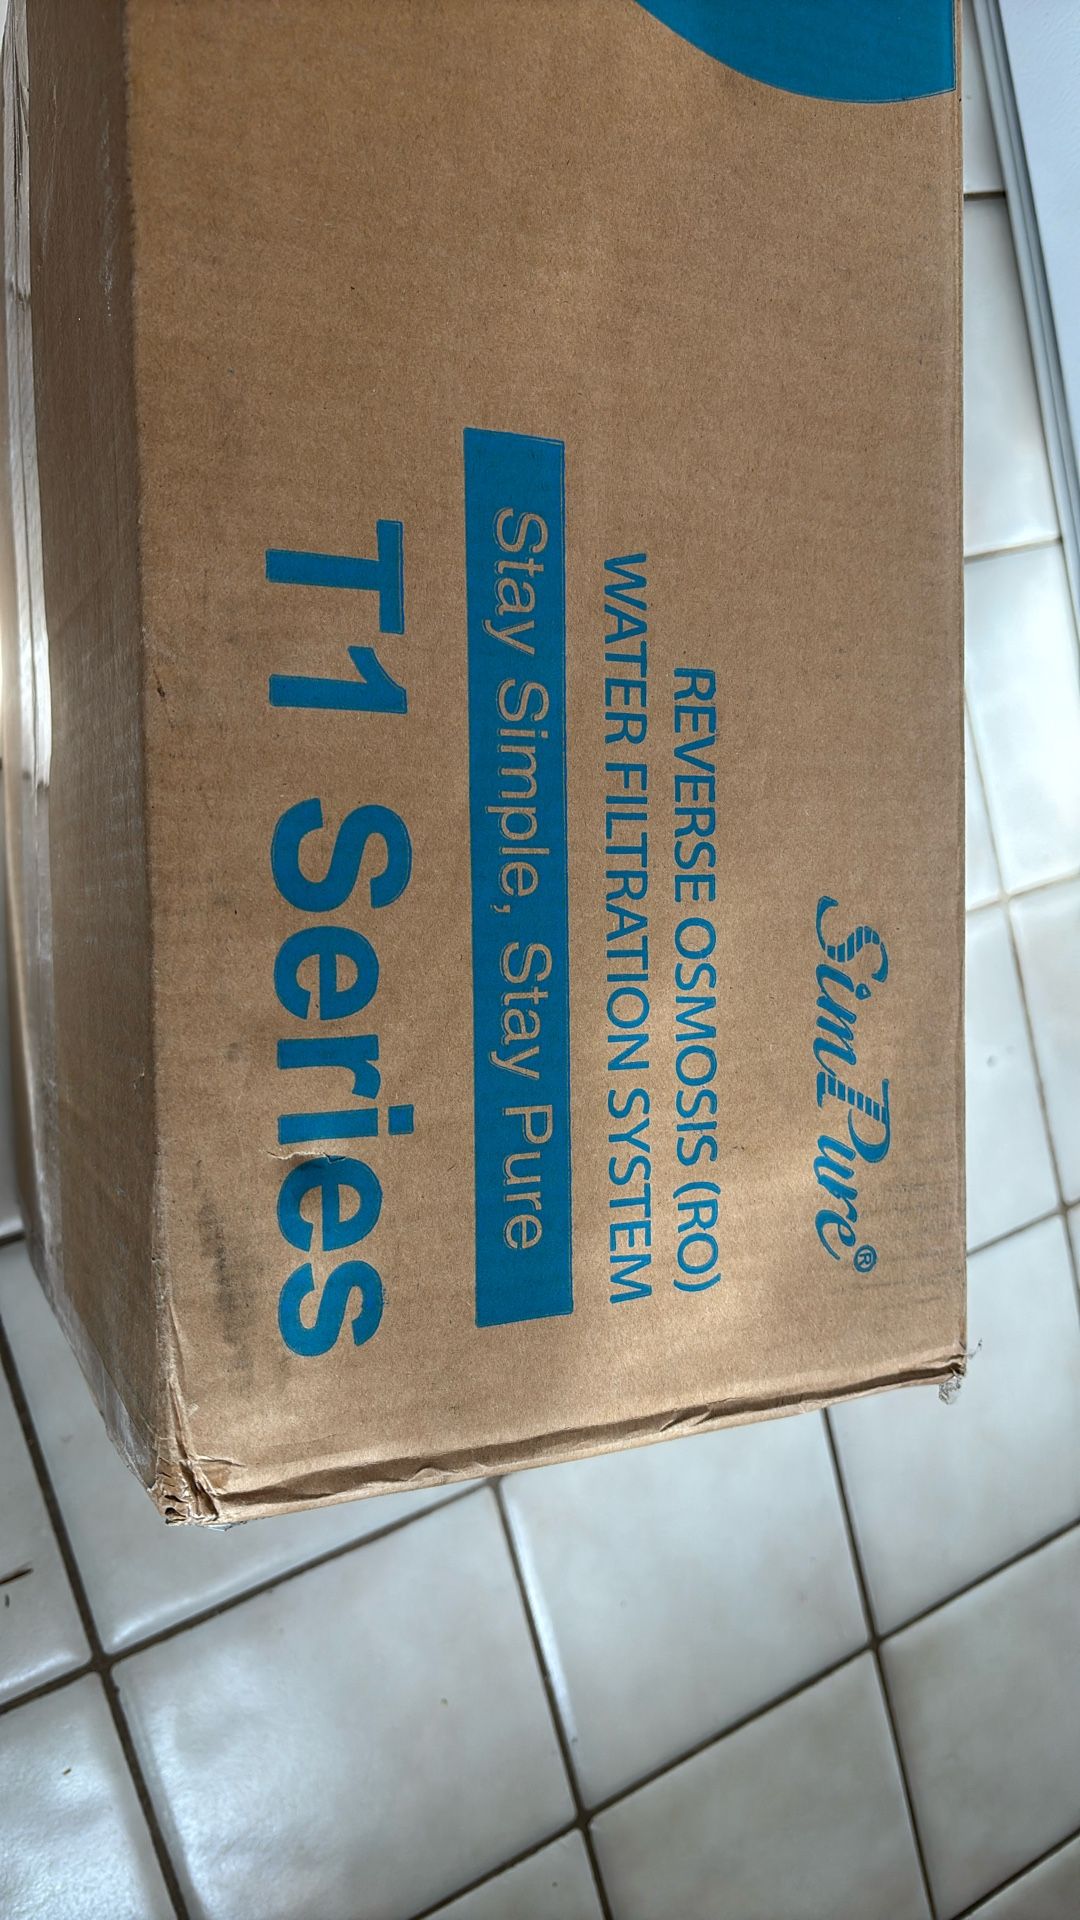 SimPure®
REVERSE OSMOSIS (RO)
WATER FILTRATION SYSTEM
Stay Simple, Stay Pure
T1 Series